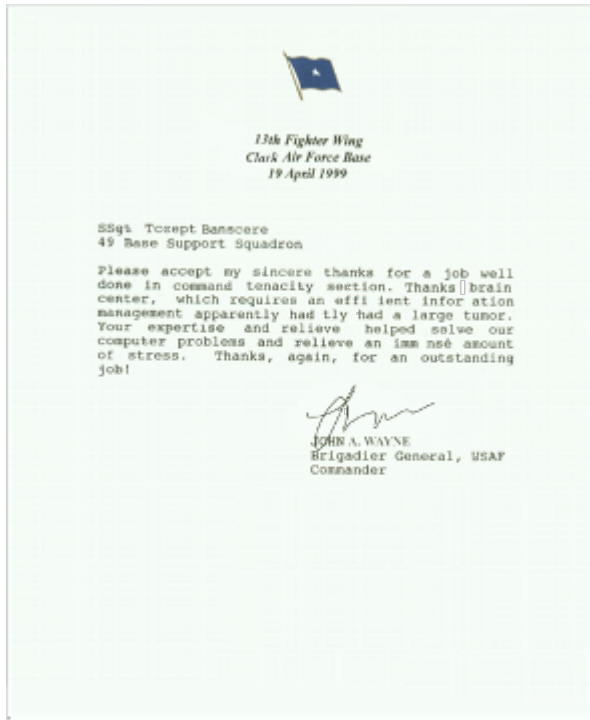 13th Fighter Wing
Clark Air Force Base
19 April 1999
SSgt Tczept Banscere
49 Base Support Squadron
Please accept my sincere thanks for a job well
done in command tenacity section. Thanks brain
center, which requires an effi ient infor ation
management apparently had tly had a large tumor.
Your expertise and relieve helped solve our
computer problems and relieve an imm nsé amount
of stress. Thanks, again, for an outstanding
job!
JOHN A. WAYNE
Brigadier General, USAF
Commander